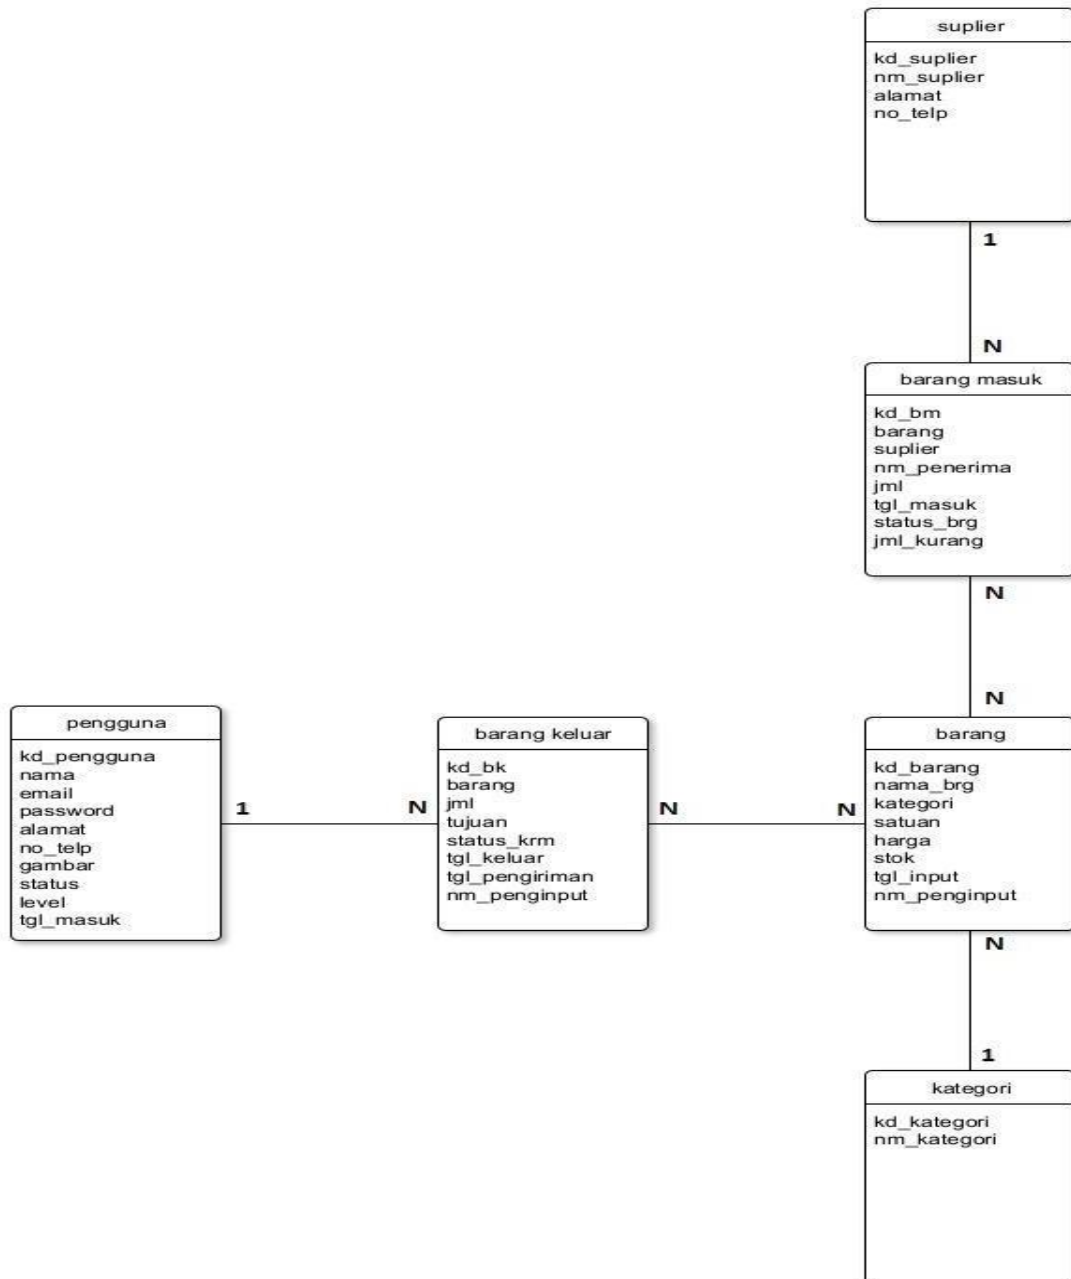 suplier
kd_suplier
nm_suplier
alamat
no_telp
1
N
barang masuk
kd_bm
barang
suplier
nm_penerima
jml
tgl_masuk
status_brg
jml_kurang
N
N
pengguna
kd_pengguna
nama
email
password
alamat
no_telp
gambar
status
level
tgl_masuk
1
N
barang keluar
kd_bk
barang
jml
tujuan
status_krm
tgl_keluar
tgl_pengiriman
nm_penginput
N
N
barang
kd_barang
nama_brg
kategori
satuan
harga
stok
tgl_input
nm_penginput
N
1
kategori
kd_kategori
nm_kategori